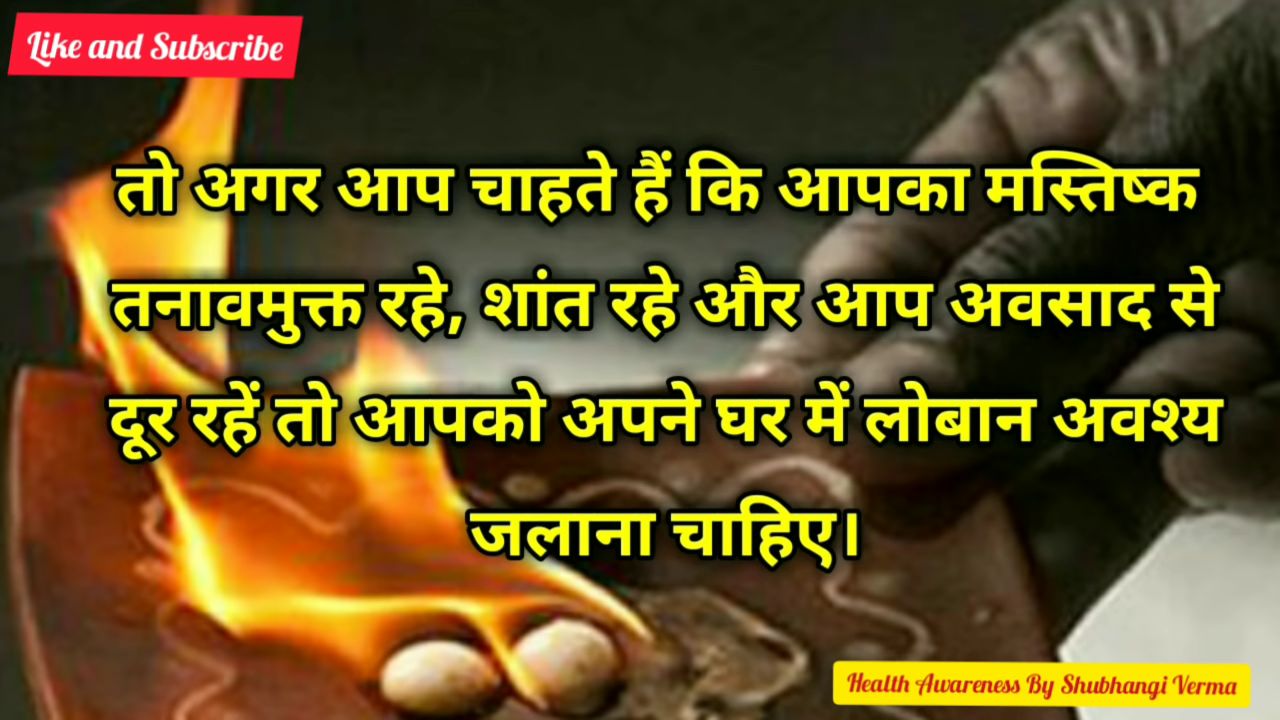 Like and Subscribe
तो अगर आप चाहते हैं कि आपका मस्तिष्क
तनावमुक्त रहे, शांत रहे और आप अवसाद से
दूर रहें तो आपको अपने घर में लोबान अवश्य
जलाना चाहिए।
Health Awareness By Shubhangi Verma